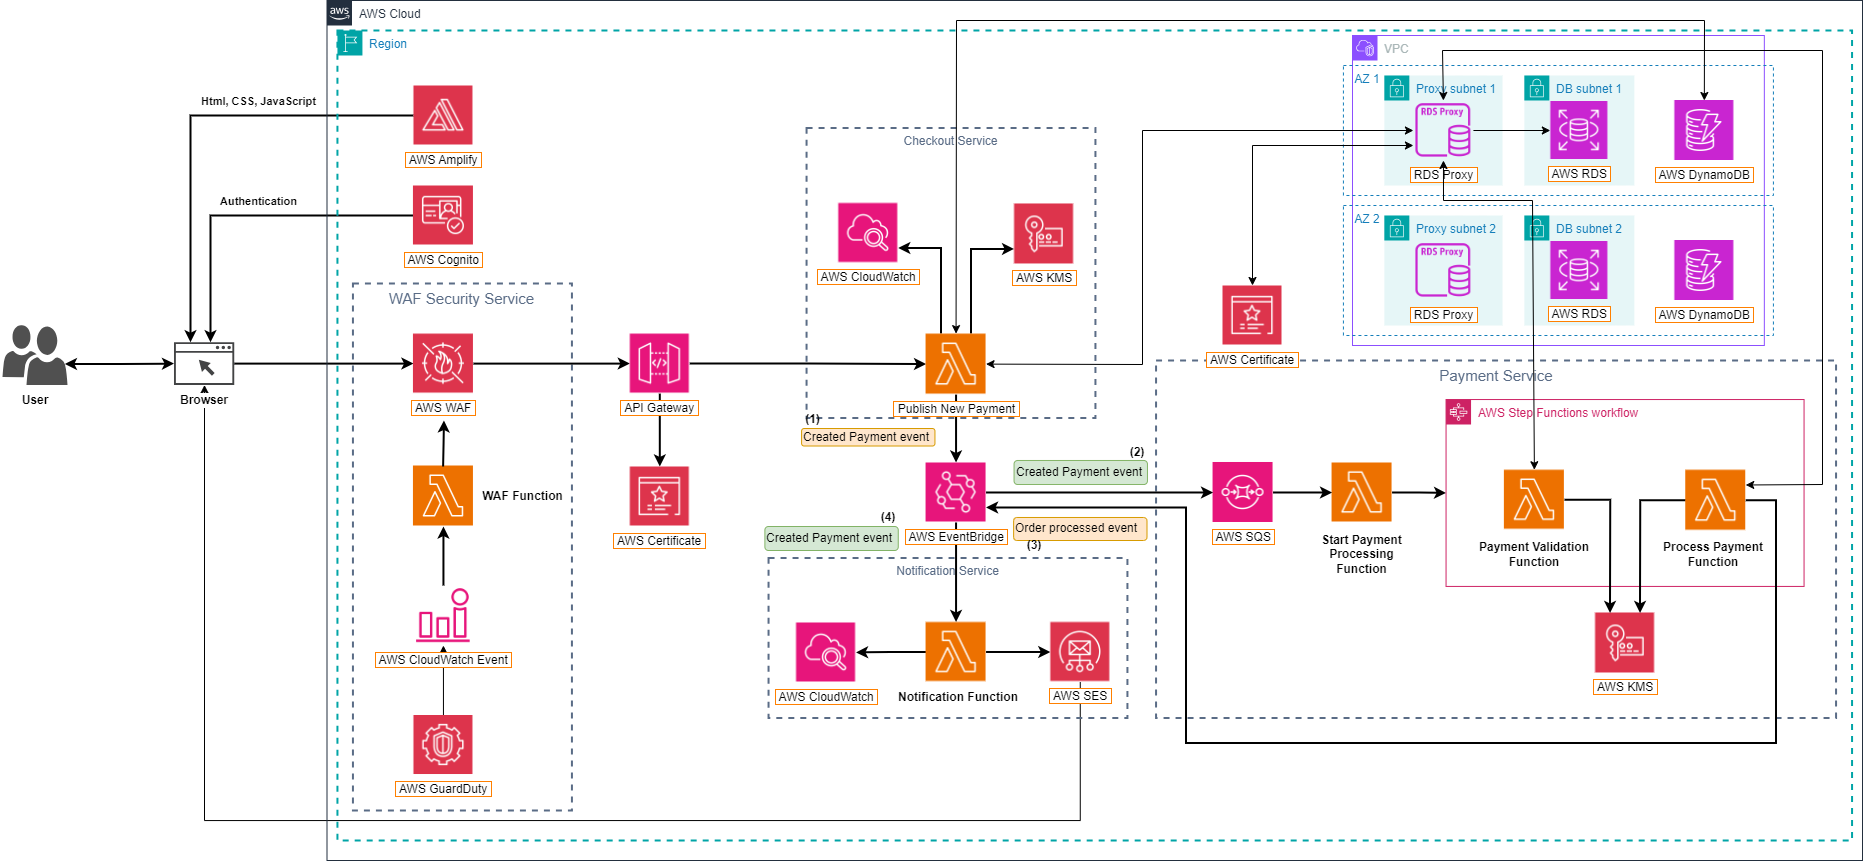 aws
AWS Cloud
Region
VPC
AZ 1
Proxy subnet 1
DB subnet 1
RDS Proxy
RDS Proxy
AWS RDS
AWS DynamoDB
AZ 2
Proxy subnet 2
DB subnet 2
RDS Proxy
RDS Proxy
AWS RDS
AWS DynamoDB
Html, CSS, JavaScript
AWS Amplify
Authentication
AWS Cognito
Checkout Service
AWS CloudWatch
AWS KMS
Publish New Payment
WAF Security Service
AWS WAF
WAF Function
AWS CloudWatch Event
AWS GuardDuty
User
Browser
API Gateway
AWS Certificate
AWS Certificate
(1)
Created Payment event
(2)
Created Payment event
AWS EventBridge
Order processed event
(3)
(4)
Created Payment event
Notification Service
AWS CloudWatch
Notification Function
AWS SES
Payment Service
AWS SQS
Start Payment
Processing
Function
AWS Step Functions workflow
Payment Validation
Function
Process Payment
Function
AWS KMS